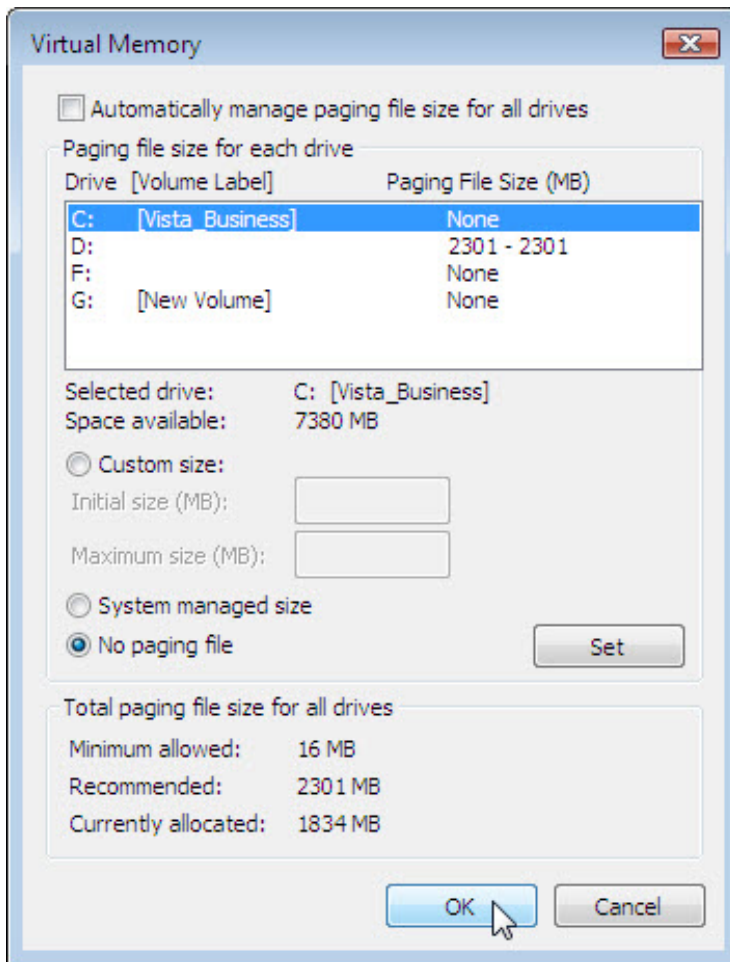 Virtual Memory
Automatically manage paging file size for all drives
Paging file size for each drive
Drive [Volume Label] Paging File Size (MB)
C: [Vista_Business] None
D: 2301 - 2301
F: None
G: [New Volume] None
Selected drive: C: [Vista_Business]
Space available: 7380 MB
Custom size:
Initial size (MB):
Maximum size (MB):
System managed size
No paging file Set
Total paging file size for all drives
Minimum allowed: 16 MB
Recommended: 2301 MB
Currently allocated: 1834 MB
OK Cancel